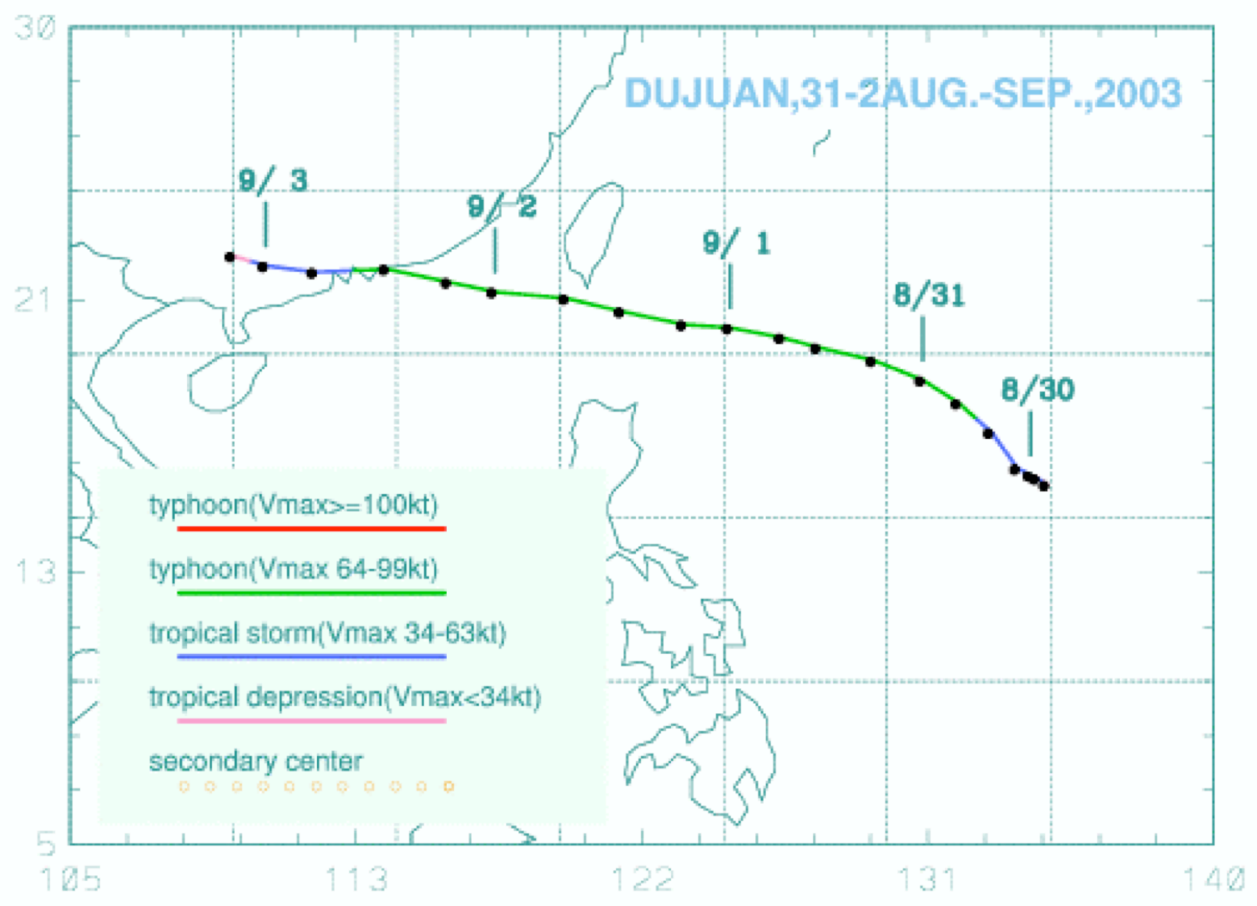 30
DUJUAN,31-2AUG.-SEP.,2003
9/ 3
9/ 2
9/ 1
21
8/31
8/30
typhoon(Vmax>=100kt)
typhoon(Vmax 64-99kt)
13
tropical storm(Vmax 34-63kt)
tropical depression(Vmax<34kt)
secondary center
5
105 113 122 131 140